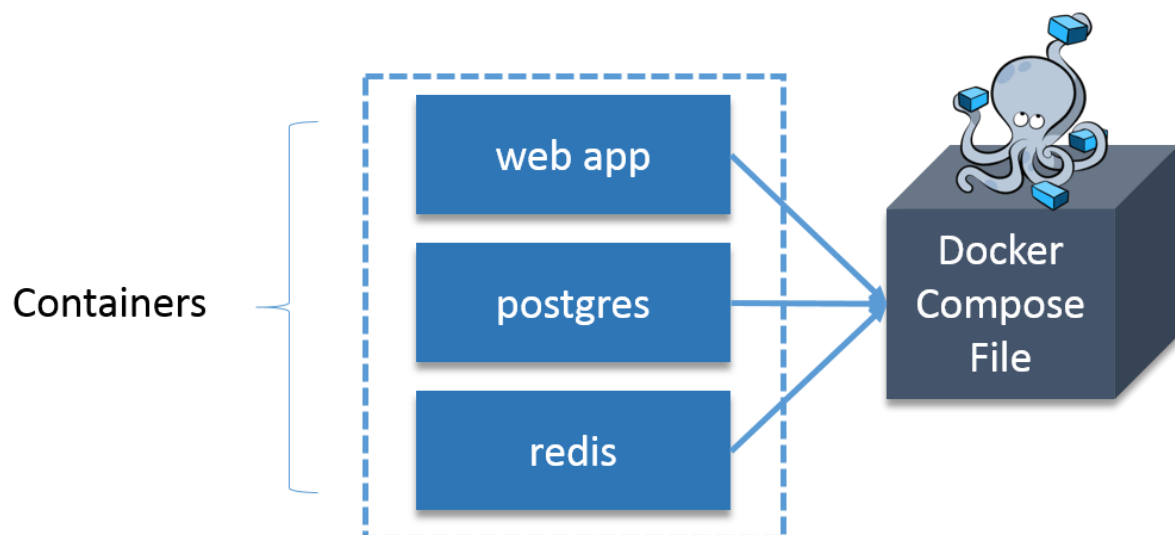 web app
Containers
postgres
redis
Docker
Compose
File